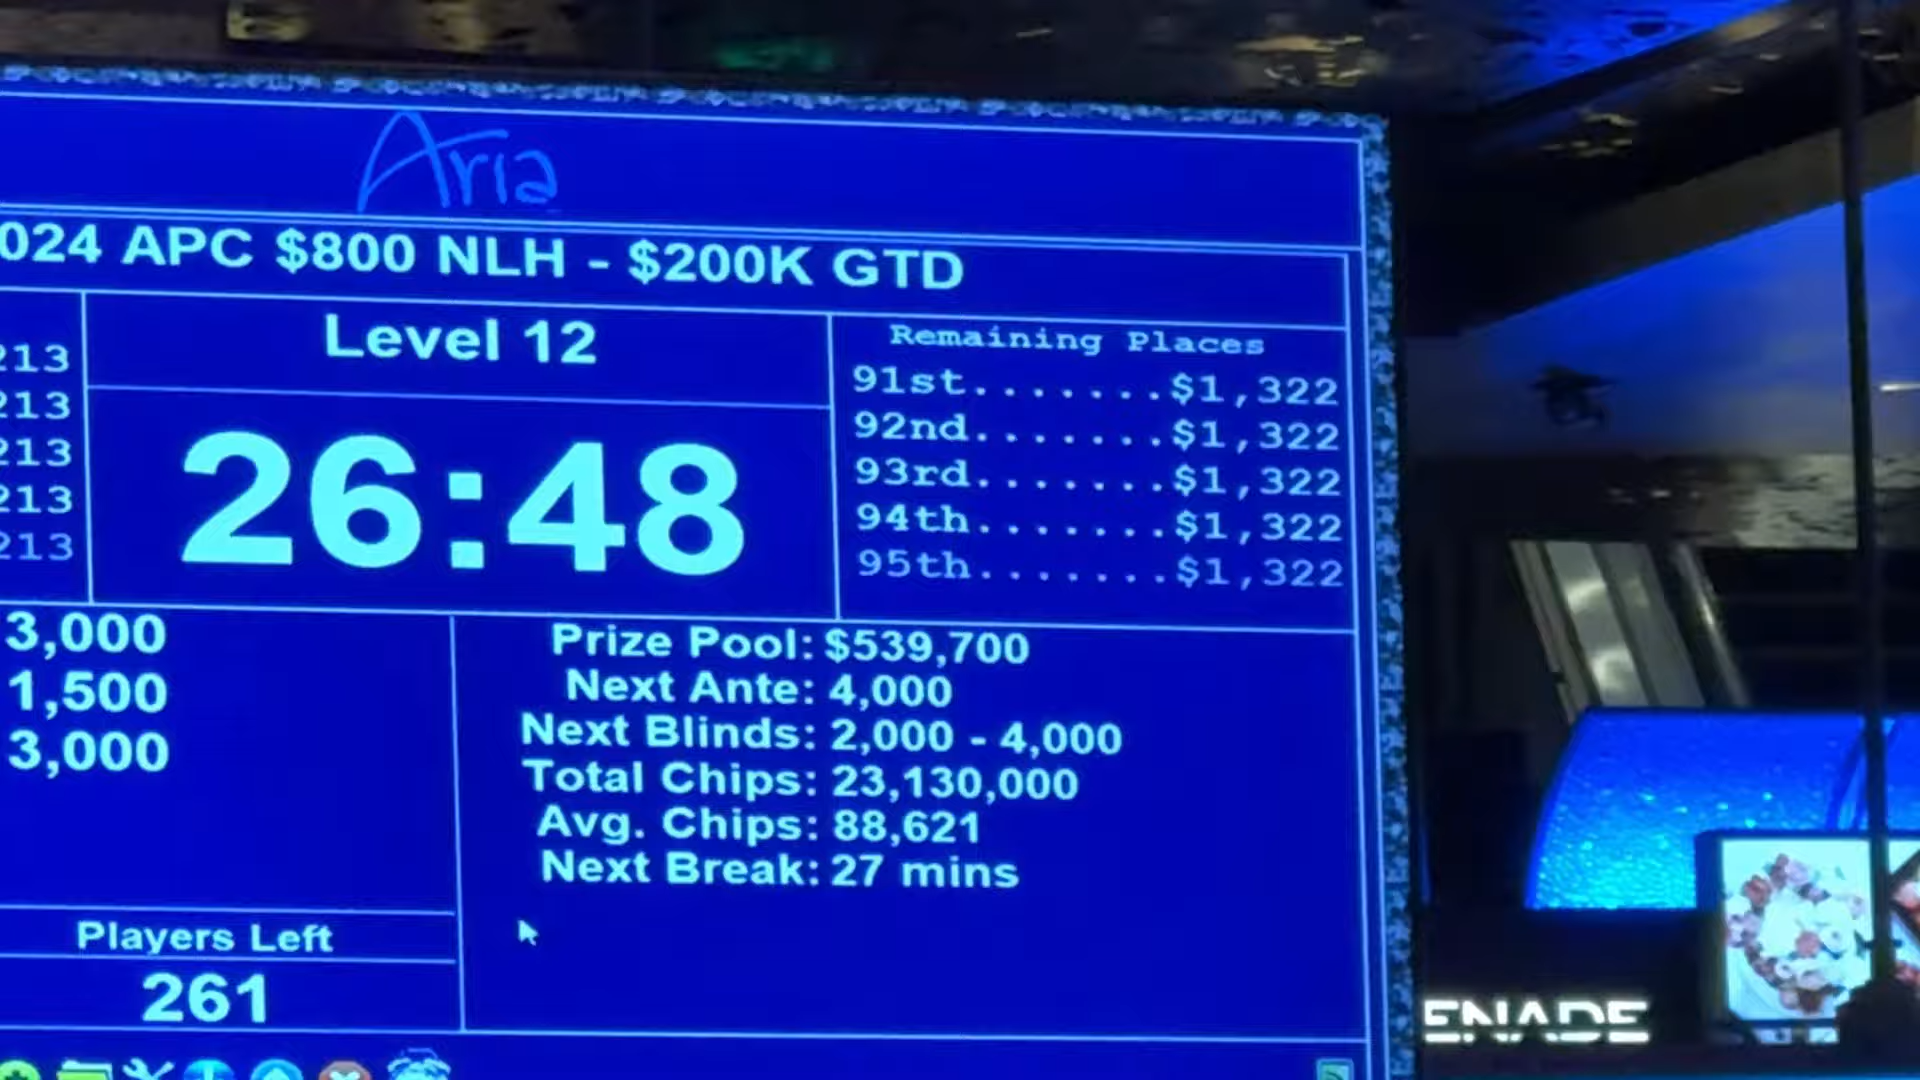 Aria
024 APC $800 NLH - $200K GTD
Level 12
26:48
213
213
213
213
213
Remaining Places
91st.......$1,322
92nd.......$1,322
93rd.......$1,322
94th.......$1,322
95th.......$1,322
3,000
1,500
3,000
Prize Pool: $539,700
Next Ante: 4,000
Next Blinds: 2,000 - 4,000
Total Chips: 23,130,000
Avg. Chips: 88,621
Next Break: 27 mins
Players Left
261
ENADE